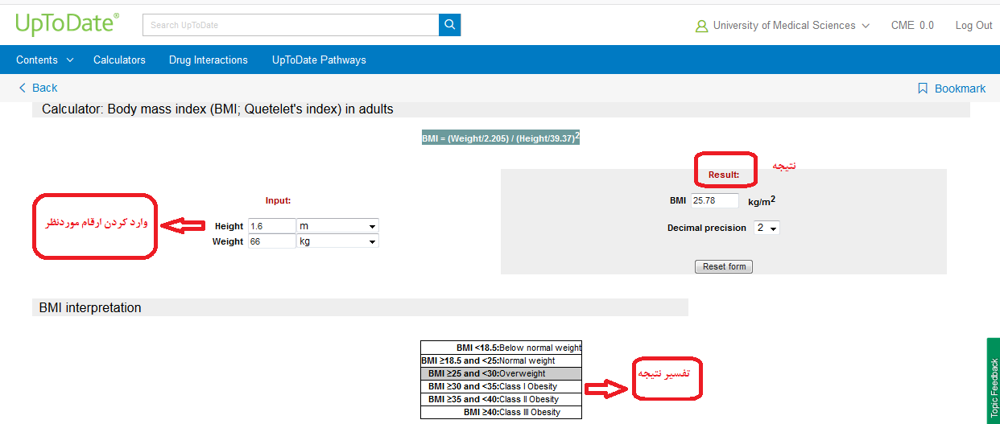 UpToDate®
Search UpToDate
University of Medical Sciences
CME 0.0
Log Out
Contents
Calculators
Drug Interactions
UpToDate Pathways
Back
Bookmark
Calculator: Body mass index (BMI; Quetelet's index) in adults
BMI = (Weight/2.205) / (Height/39.37)2
Input:
Height 1.6 m
Weight 66 kg
وارد کردن ارقام موردنظر
Result:
نتیجه
BMI 25.78 kg/m2
Decimal precision 2
Reset form
BMI interpretation
BMI <18.5:Below normal weight
BMI ≥18.5 and <25:Normal weight
BMI ≥25 and <30:Overweight
BMI ≥30 and <35:Class I Obesity
BMI ≥35 and <40:Class II Obesity
BMI ≥40:Class III Obesity
تفسیر نتیجه
Topic Feedback